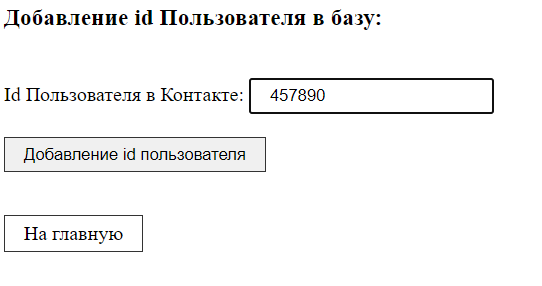 Добавление id Пользователя в базу:
Id Пользователя в Контакте: 457890
Добавление id пользователя
На главную